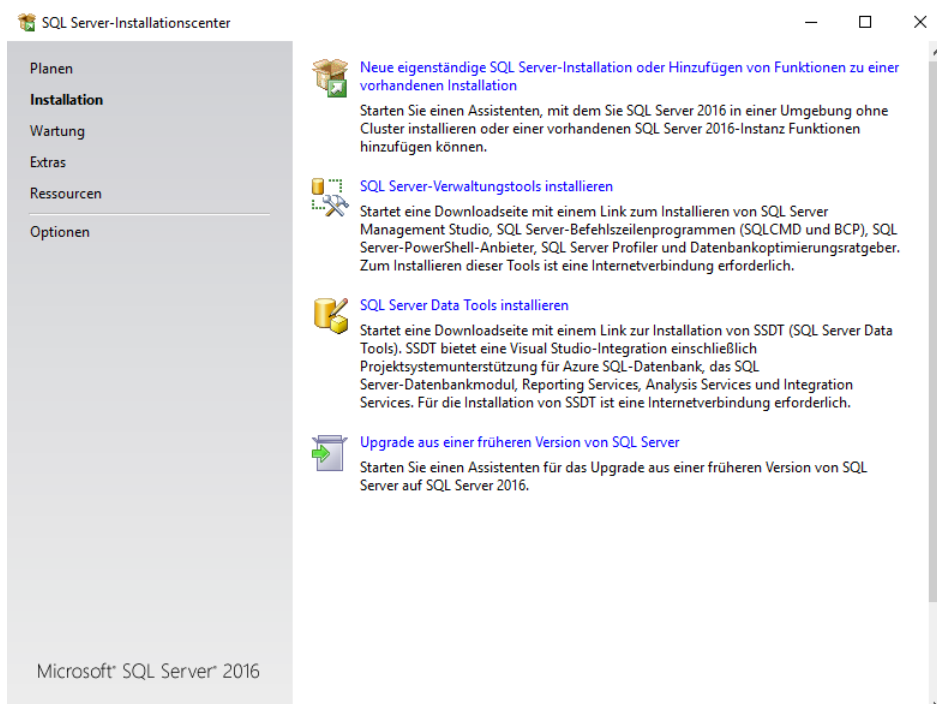 SQL Server-Installationscenter
Planen
Installation
Wartung
Extras
Ressourcen
Optionen
Microsoft® SQL Server® 2016
Neue eigenständige SQL Server-Installation oder Hinzufügen von Funktionen zu einer
vorhandenen Installation
Starten Sie einen Assistenten, mit dem Sie SQL Server 2016 in einer Umgebung ohne
Cluster installieren oder einer vorhandenen SQL Server 2016-Instanz Funktionen
hinzufügen können.
SQL Server-Verwaltungstools installieren
Startet eine Downloadseite mit einem Link zum Installieren von SQL Server
Management Studio, SQL Server-Befehlszeilenprogrammen (SQLCMD und BCP), SQL
Server-PowerShell-Anbieter, SQL Server Profiler und Datenbankoptimierungsratgeber.
Zum Installieren dieser Tools ist eine Internetverbindung erforderlich.
SQL Server Data Tools installieren
Startet eine Downloadseite mit einem Link zur Installation von SSDT (SQL Server Data
Tools). SSDT bietet eine Visual Studio-Integration einschließlich
Projektsystemunterstützung für Azure SQL-Datenbank, das SQL
Server-Datenbankmodul, Reporting Services, Analysis Services und Integration
Services. Für die Installation von SSDT ist eine Internetverbindung erforderlich.
Upgrade aus einer früheren Version von SQL Server
Starten Sie einen Assistenten für das Upgrade aus einer früheren Version von SQL
Server auf SQL Server 2016.